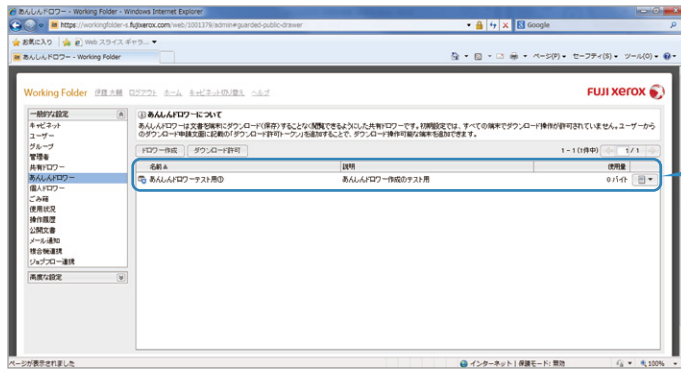 あんしんドロワー - Working Folder - Windows Internet Explorer
https://workingfolder-s.fujixerox.com/web/1001378/admin#guarded-public-drawer
Google
お気に入り Web スライス ギャラ...
あんしんドロワー - Working Folder
ページ(P) セーフティ(S) ツール(O)
Working Folder 伊藤 大輔 ログアウト ホーム キャビネット切り替え ヘルプ
FUJI XEROX
一般的な設定
キャビネット
ユーザー
グループ
管理者
共有ドロワー
あんしんドロワー
個人ドロワー
ごみ箱
使用状況
操作履歴
公開文書
メール通知
複合機連携
ジョブフロー連携
高度な設定
あんしんドロワーについて
あんしんドロワーは文書を端末にダウンロード(保存)することなく閲覧できるようにした共有ドロワーです。初期設定では、すべての端末でダウンロード操作が許可されていません。ユーザーから
のダウンロード申請文面に記載の「ダウンロード許可トークン」を追加することで、ダウンロード操作可能な端末を追加できます。
ドロワー作成 ダウンロード許可
1 - 1 (1件中) 1 / 1
名前 説明 使用量
あんしんドロワーテスト用① あんしんドロワー作成のテスト用 0 バイト
ページが表示されました
インターネット | 保護モード: 無効
100%